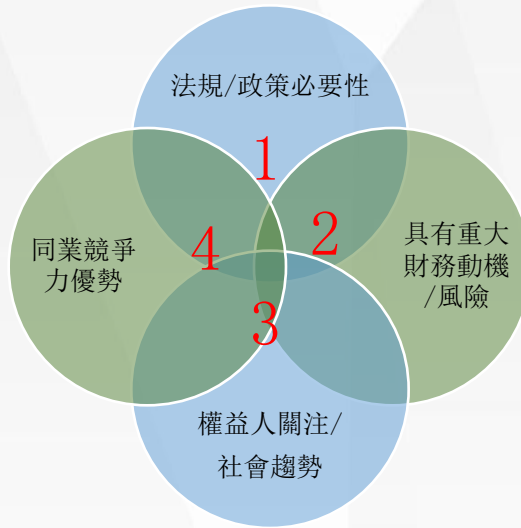 法規/政策必要性
1
2
具有重大
財務動機
/風險
4
同業競爭
力優勢
3
權益人關注/
社會趨勢